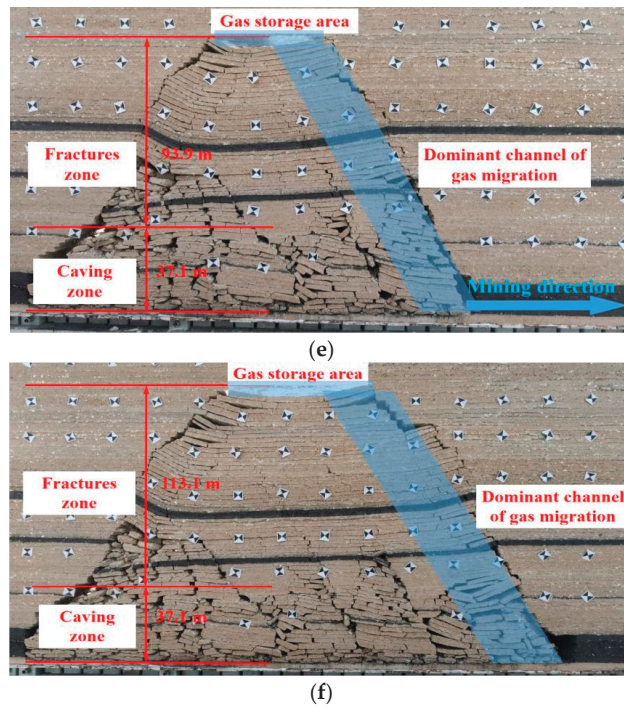 Gas storage area
Fractures
zone
93.9 m
Dominant channel of
gas migration
Caving
zone
37.1 m
Mining direction
(e)
Gas storage area
Fractures
zone
113.1 m
Dominant channel
of gas migration
Caving
zone
37.1 m
(f)